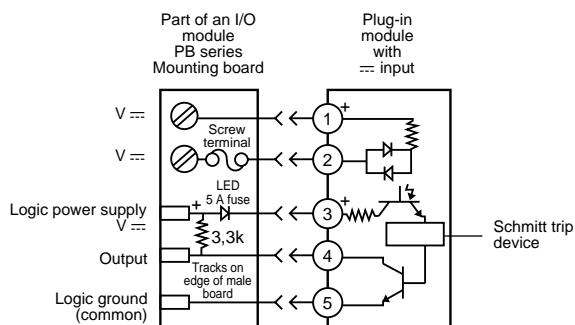 Part of an I/O
module
PB series
Mounting board
Plug-in
module
with
⎓ input
V ⎓
1
+
Screw
terminal
V ⎓
2
LED
5 A fuse
Logic power supply
V ⎓
+
3
+
3,3k
Schmitt trip
device
Output
4
Tracks on
edge of male
board
Logic ground
(common)
5